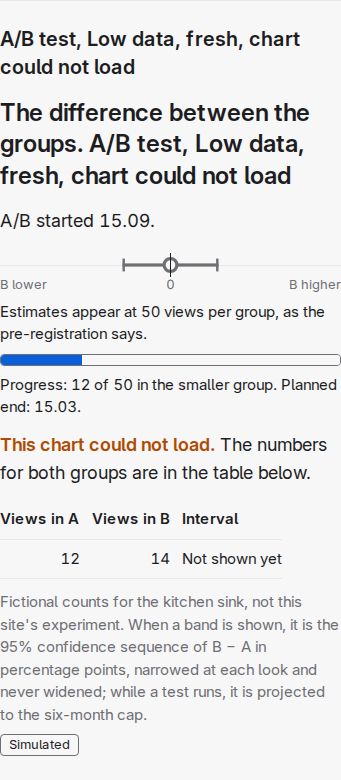 A/B test, Low data, fresh, chart
could not load
The difference between the
groups. A/B test, Low data,
fresh, chart could not load
A/B started 15.09.
B lower 0 B higher
Estimates appear at 50 views per group, as the
pre-registration says.
Progress: 12 of 50 in the smaller group. Planned
end: 15.03.
This chart could not load. The numbers
for both groups are in the table below.
Views in A Views in B Interval
12 14 Not shown yet
Fictional counts for the kitchen sink, not this
site's experiment. When a band is shown, it is the
95% confidence sequence of B − A in
percentage points, narrowed at each look and
never widened; while a test runs, it is projected
to the six-month cap.
Simulated